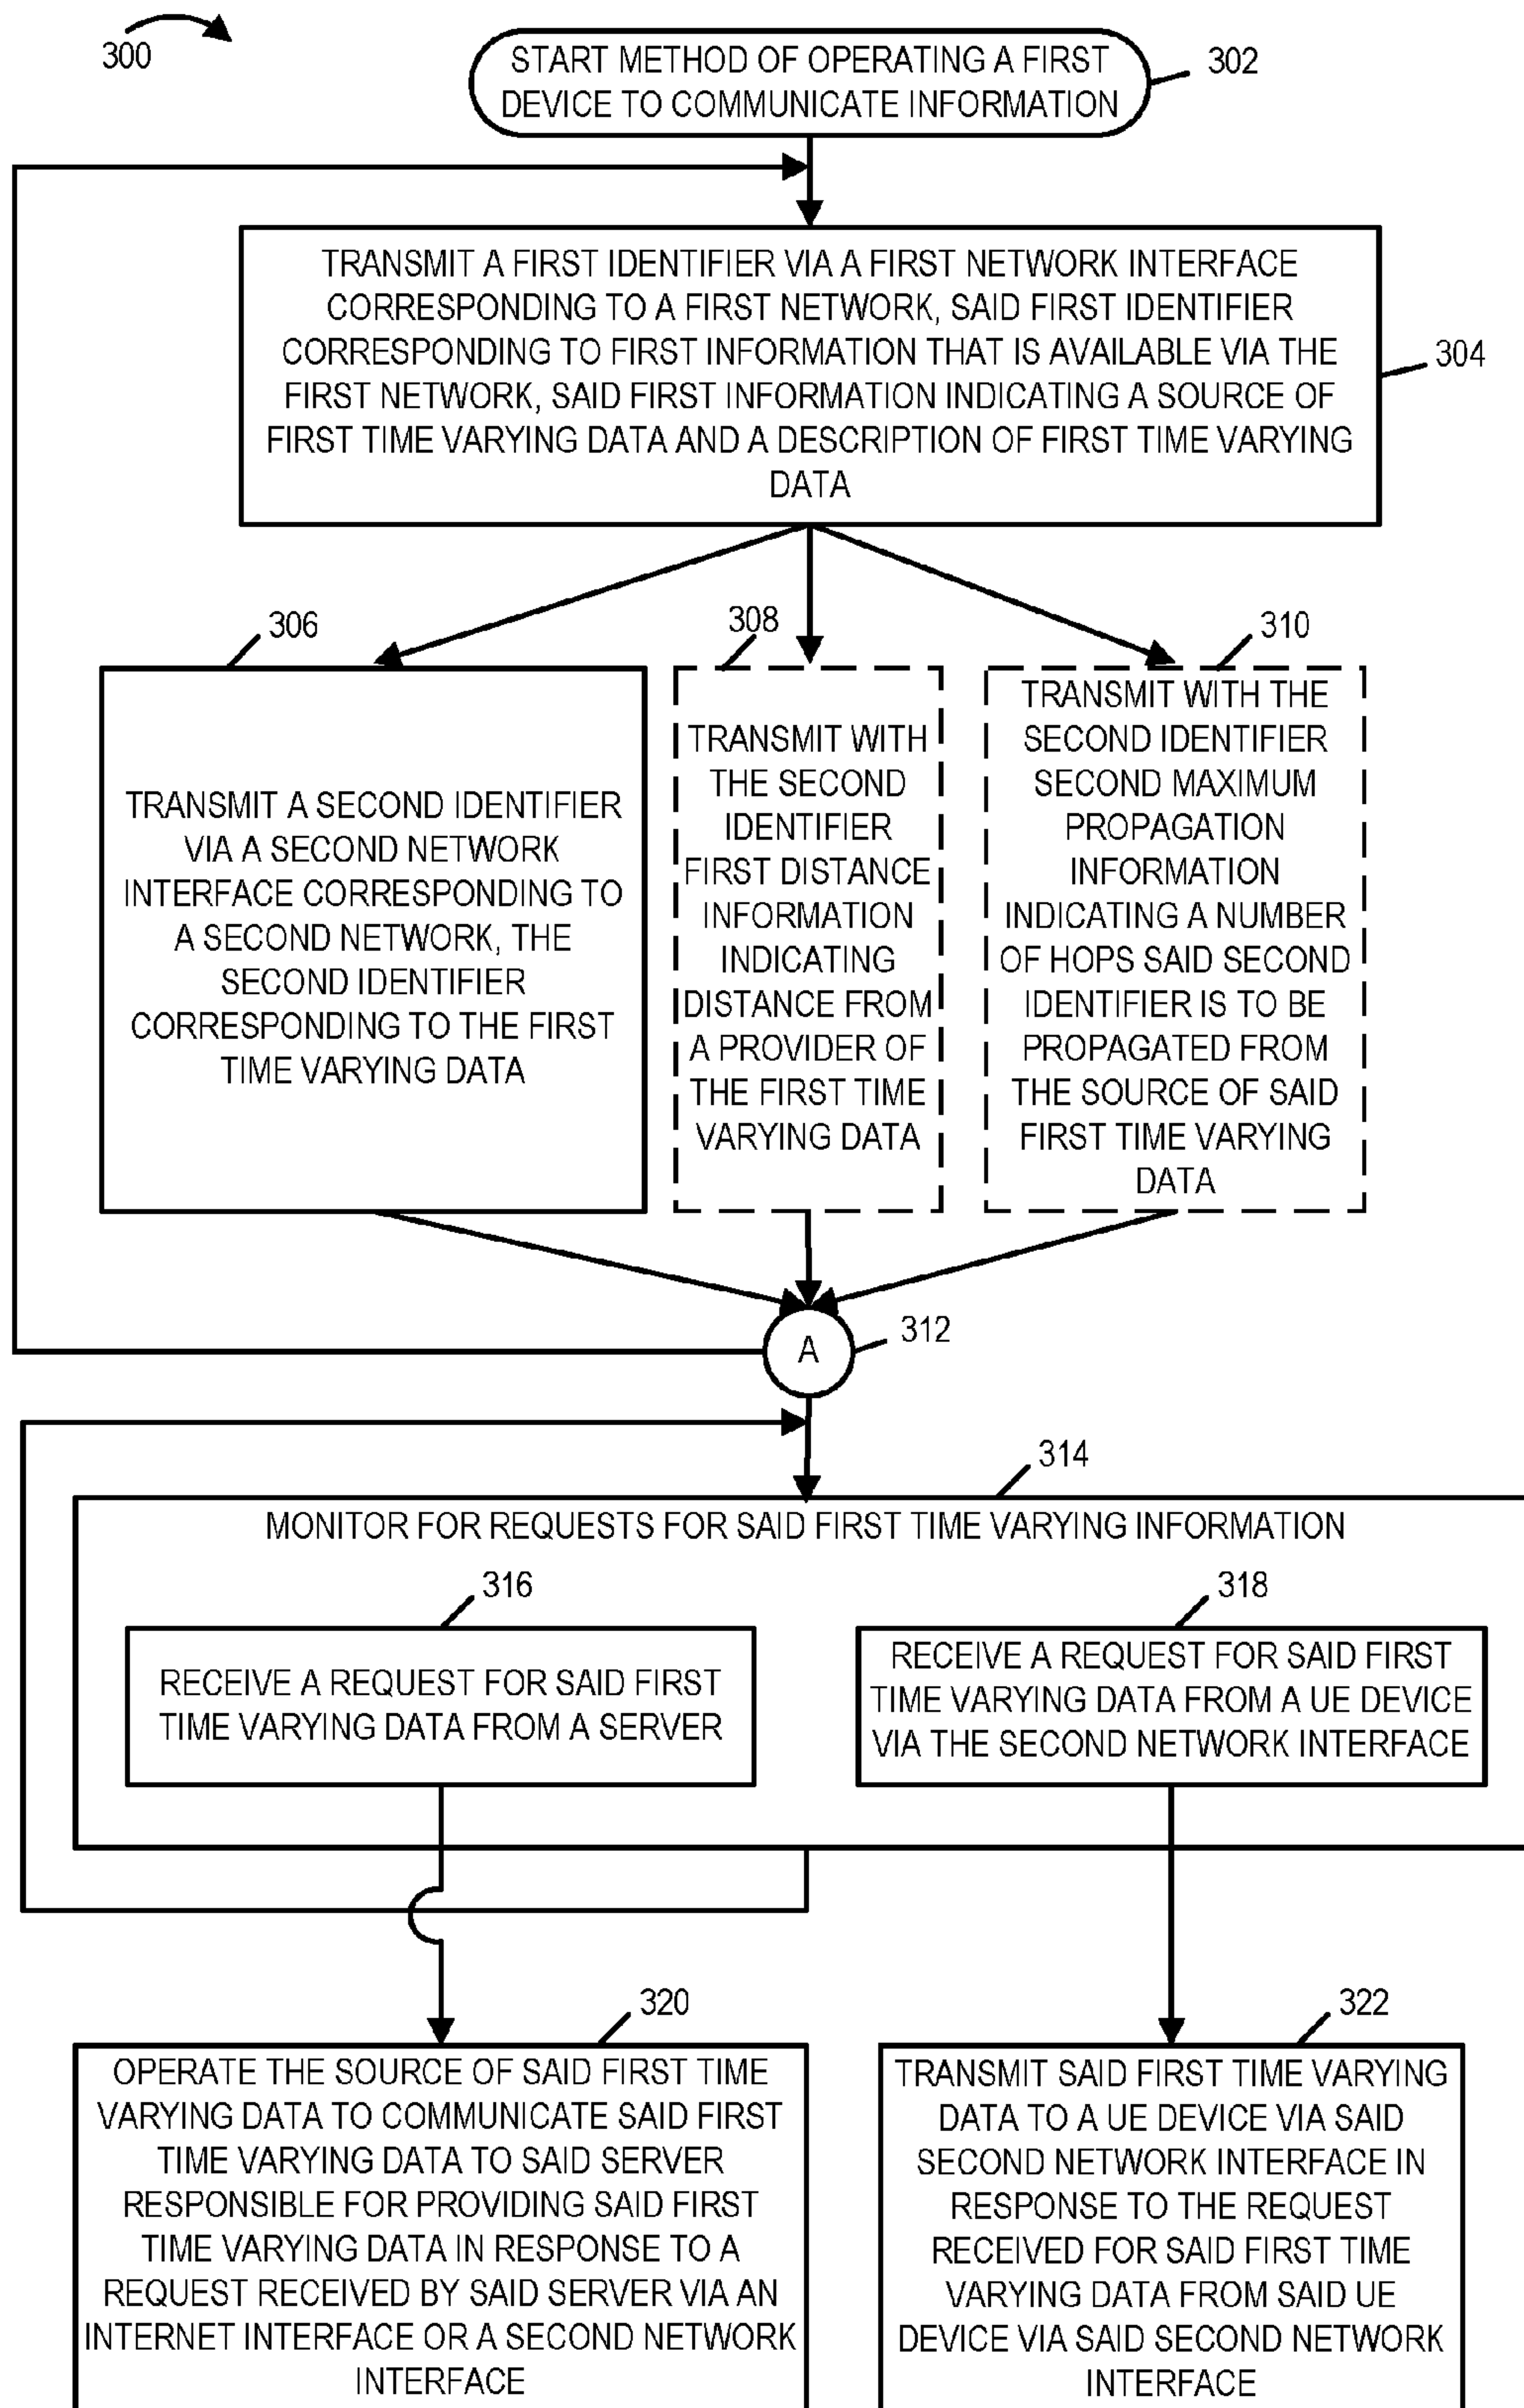 300
START METHOD OF OPERATING A FIRST
DEVICE TO COMMUNICATE INFORMATION
302
TRANSMIT A FIRST IDENTIFIER VIA A FIRST NETWORK INTERFACE
CORRESPONDING TO A FIRST NETWORK, SAID FIRST IDENTIFIER
CORRESPONDING TO FIRST INFORMATION THAT IS AVAILABLE VIA THE
FIRST NETWORK, SAID FIRST INFORMATION INDICATING A SOURCE OF
FIRST TIME VARYING DATA AND A DESCRIPTION OF FIRST TIME VARYING
DATA
304
306
TRANSMIT A SECOND IDENTIFIER
VIA A SECOND NETWORK
INTERFACE CORRESPONDING TO
A SECOND NETWORK, THE
SECOND IDENTIFIER
CORRESPONDING TO THE FIRST
TIME VARYING DATA
308
TRANSMIT WITH
THE SECOND
IDENTIFIER
FIRST DISTANCE
INFORMATION
INDICATING
DISTANCE FROM
A PROVIDER OF
THE FIRST TIME
VARYING DATA
310
TRANSMIT WITH THE
SECOND IDENTIFIER
SECOND MAXIMUM
PROPAGATION
INFORMATION
INDICATING A NUMBER
OF HOPS SAID SECOND
IDENTIFIER IS TO BE
PROPAGATED FROM
THE SOURCE OF SAID
FIRST TIME VARYING
DATA
A
312
314
MONITOR FOR REQUESTS FOR SAID FIRST TIME VARYING INFORMATION
316
RECEIVE A REQUEST FOR SAID FIRST
TIME VARYING DATA FROM A SERVER
318
RECEIVE A REQUEST FOR SAID FIRST
TIME VARYING DATA FROM A UE DEVICE
VIA THE SECOND NETWORK INTERFACE
320
OPERATE THE SOURCE OF SAID FIRST TIME
VARYING DATA TO COMMUNICATE SAID FIRST
TIME VARYING DATA TO SAID SERVER
RESPONSIBLE FOR PROVIDING SAID FIRST
TIME VARYING DATA IN RESPONSE TO A
REQUEST RECEIVED BY SAID SERVER VIA AN
INTERNET INTERFACE OR A SECOND NETWORK
INTERFACE
322
TRANSMIT SAID FIRST TIME VARYING
DATA TO A UE DEVICE VIA SAID
SECOND NETWORK INTERFACE IN
RESPONSE TO THE REQUEST
RECEIVED FOR SAID FIRST TIME
VARYING DATA FROM SAID UE
DEVICE VIA SAID SECOND NETWORK
INTERFACE